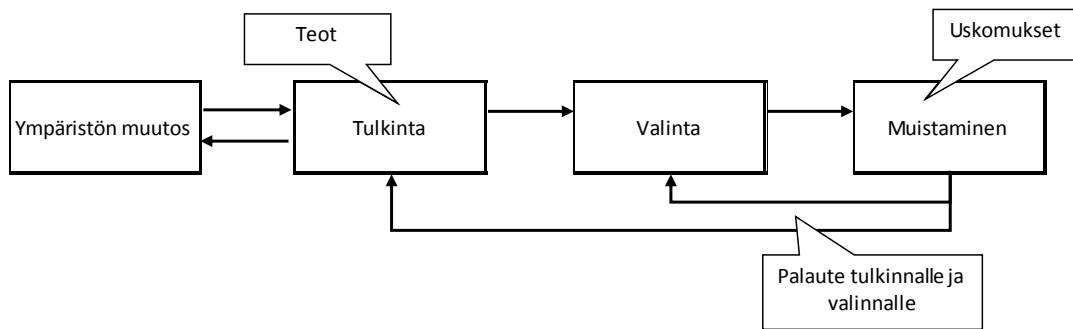 Teot
Uskomukset
Ympäristön muutos
Tulkinta
Valinta
Muistaminen
Palaute tulkinnalle ja
valinnalle